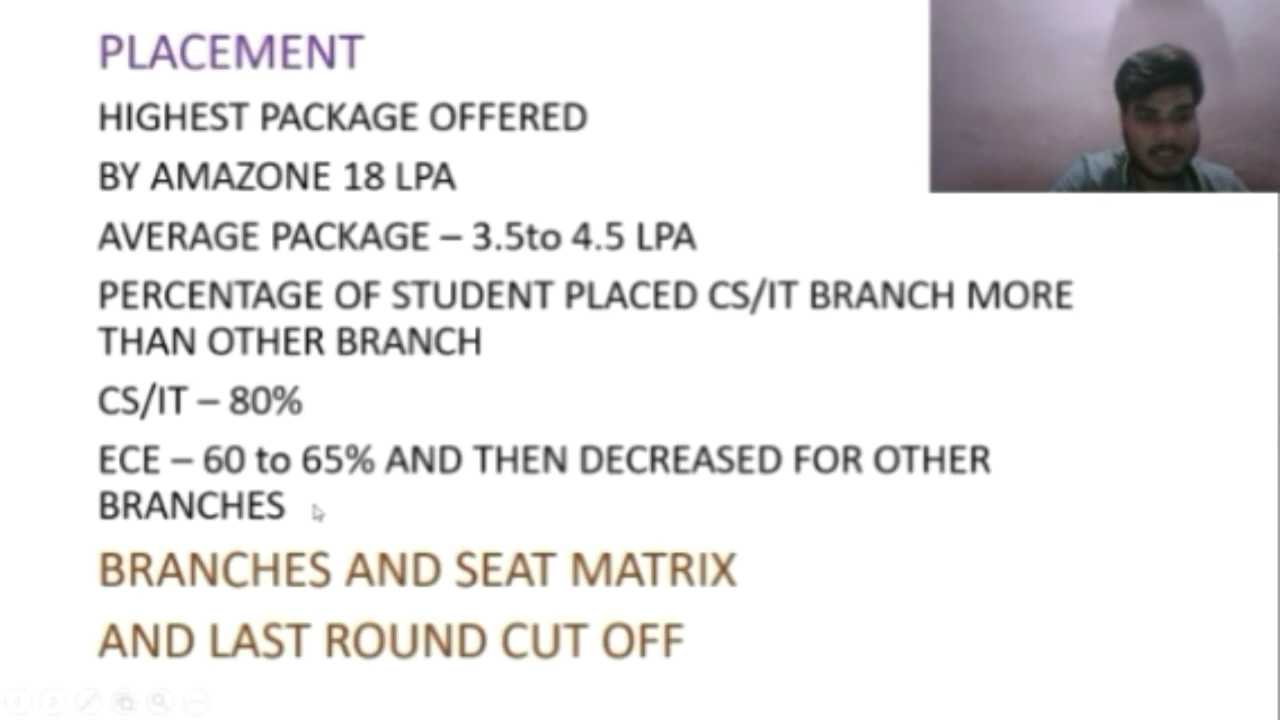 PLACEMENT
HIGHEST PACKAGE OFFERED
BY AMAZONE 18 LPA
AVERAGE PACKAGE – 3.5to 4.5 LPA
PERCENTAGE OF STUDENT PLACED CS/IT BRANCH MORE
THAN OTHER BRANCH
CS/IT – 80%
ECE – 60 to 65% AND THEN DECREASED FOR OTHER
BRANCHES
BRANCHES AND SEAT MATRIX
AND LAST ROUND CUT OFF